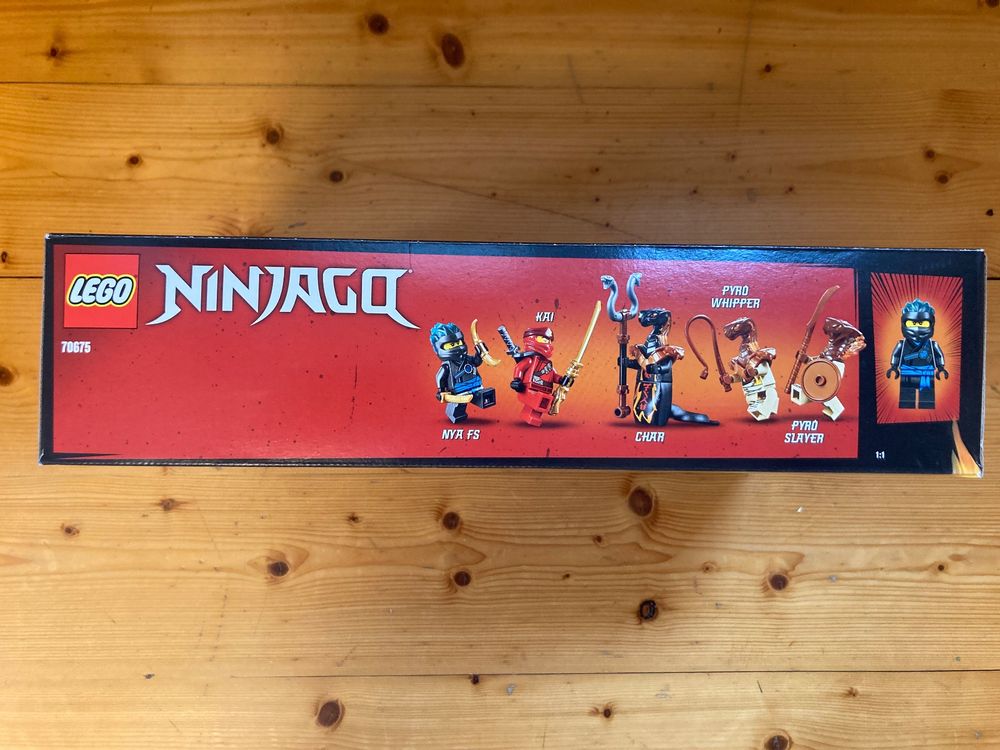 LEGO
NINJAGO
70675
NYA FS
KAI
CHAR
PYRO
WHIPPER
PYRO
SLAYER
1:1